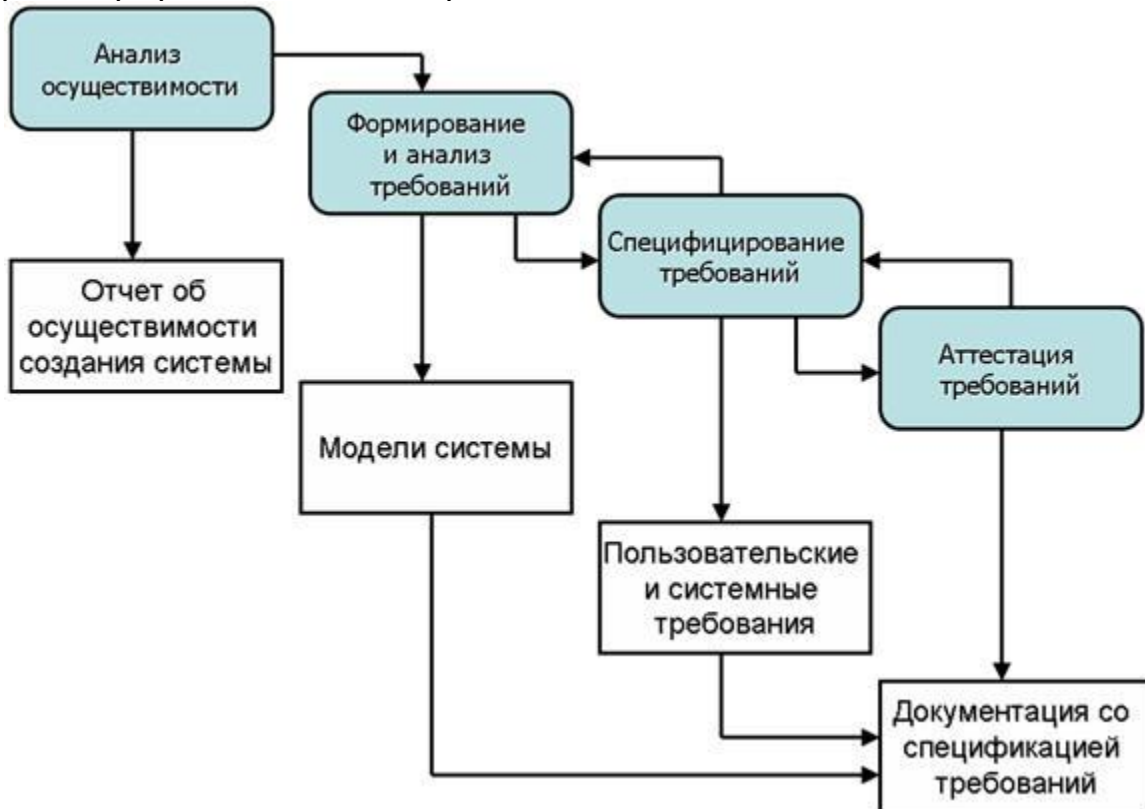 Анализ
осуществимости
Формирование
и анализ
требований
Специфицирование
требований
Отчет об
осуществимости
создания системы
Аттестация
требований
Модели системы
Пользовательские
и системные
требования
Документация со
спецификацией
требований